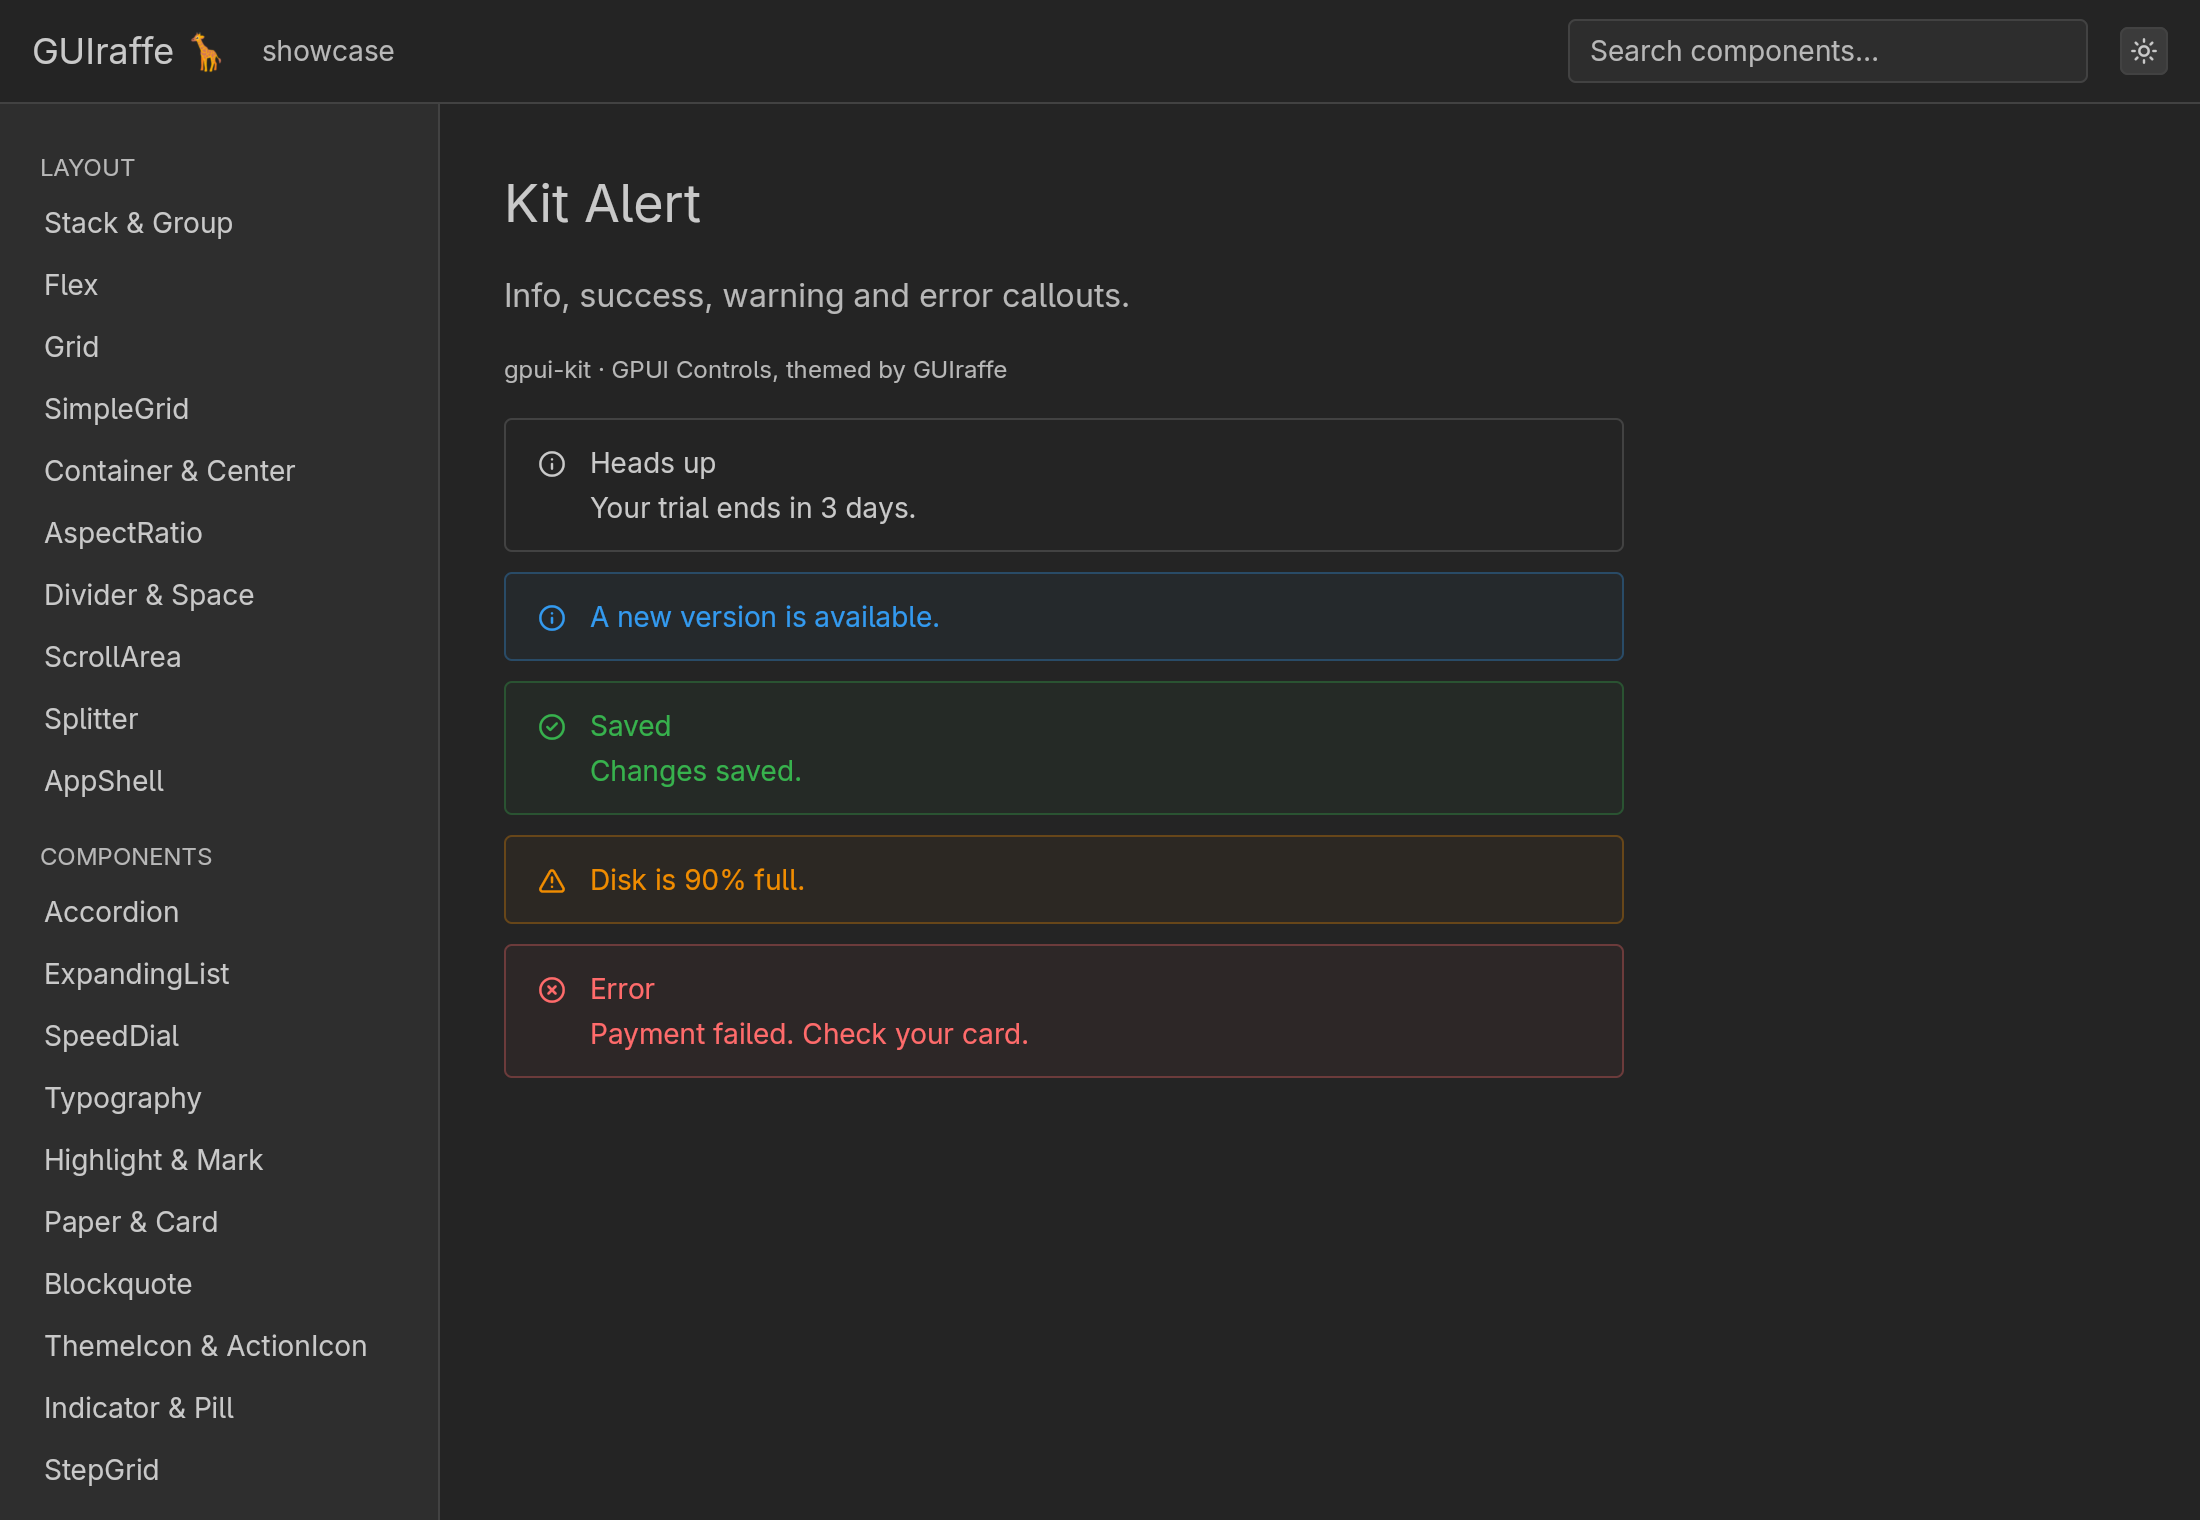 GUIraffe 🦒 showcase
Search components...
LAYOUT
Stack & Group
Flex
Grid
SimpleGrid
Container & Center
AspectRatio
Divider & Space
ScrollArea
Splitter
AppShell
COMPONENTS
Accordion
ExpandingList
SpeedDial
Typography
Highlight & Mark
Paper & Card
Blockquote
ThemeIcon & ActionIcon
Indicator & Pill
StepGrid
Kit Alert
Info, success, warning and error callouts.
gpui-kit · GPUI Controls, themed by GUIraffe
Heads up
Your trial ends in 3 days.
A new version is available.
Saved
Changes saved.
Disk is 90% full.
Error
Payment failed. Check your card.